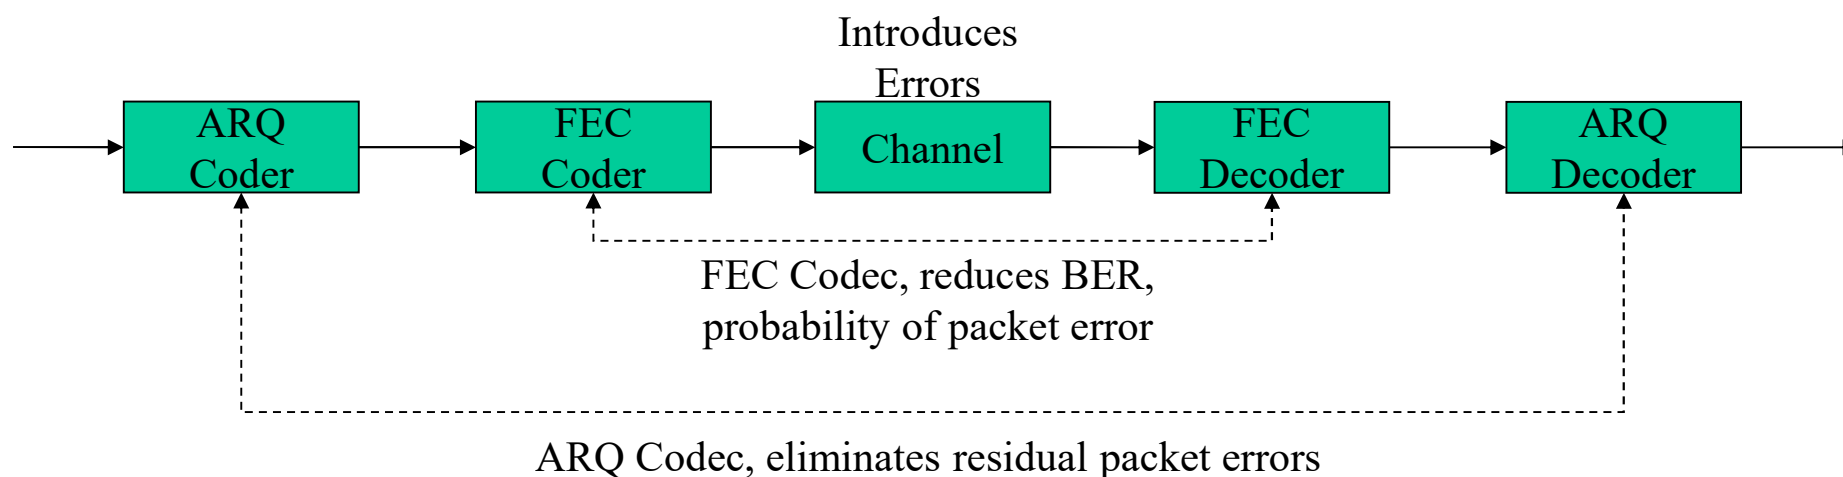 Introduces
Errors
ARQ
Coder
FEC
Coder
Channel
FEC
Decoder
ARQ
Decoder
FEC Codec, reduces BER,
probability of packet error
ARQ Codec, eliminates residual packet errors